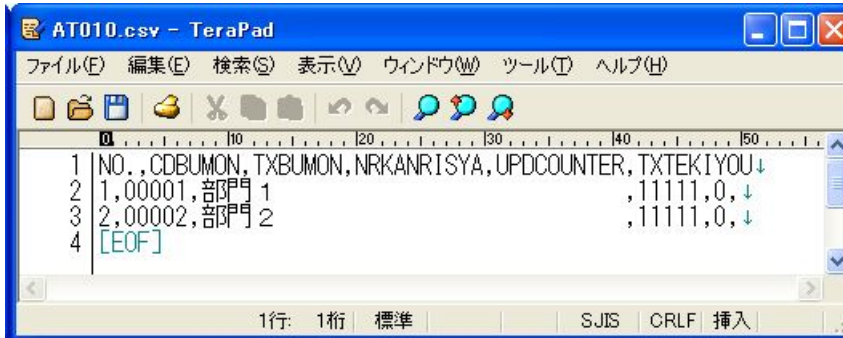 AT010.csv - TeraPad
ファイル(F) 編集(E) 検索(S) 表示(V) ウィンドウ(W) ツール(T) ヘルプ(H)
0 10 20 30 40 50
1 NO.,CDBUMON,TXBUMON,NRKANRISYA,UPDCOUNTER,TXTEKIYOU↓
2 1,00001,部門１ ,11111,0,↓
3 2,00002,部門２ ,11111,0,↓
4 [EOF]
1行: 1桁 標準 SJIS CRLF 挿入